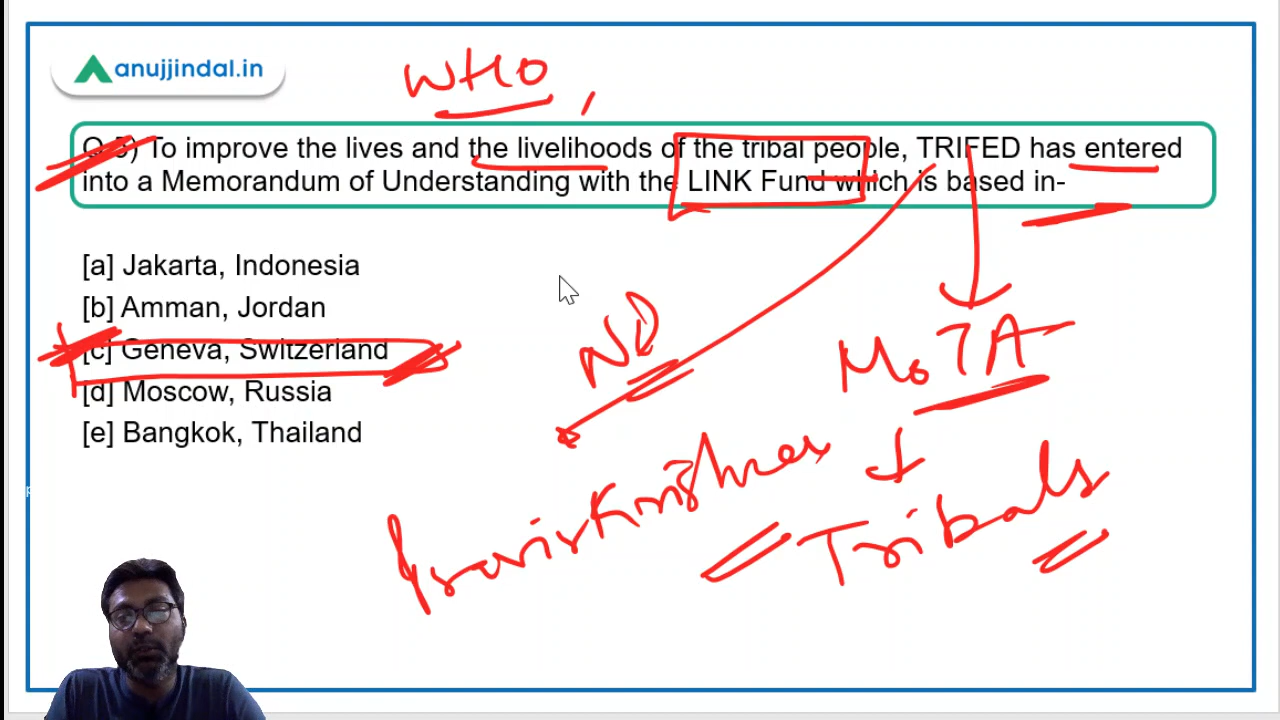 anujjindal.in
WHO,
Q.5) To improve the lives and the livelihoods of the tribal people, TRIFED has entered
into a Memorandum of Understanding with the LINK Fund which is based in-
[a] Jakarta, Indonesia
[b] Amman, Jordan
[c] Geneva, Switzerland
[d] Moscow, Russia
[e] Bangkok, Thailand
ND
MoTA
Tribals